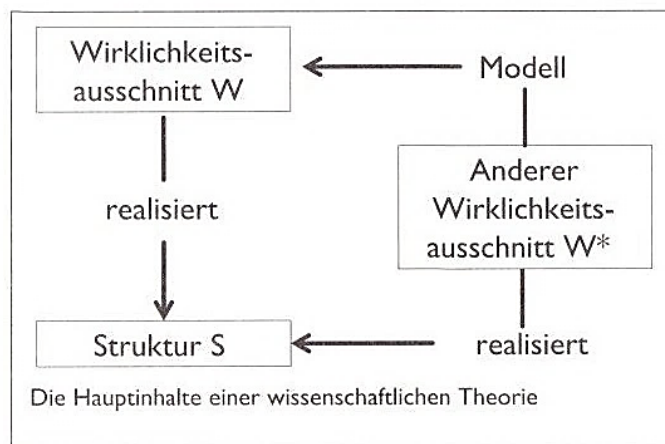 Wirklichkeits-
ausschnitt W
Modell
realisiert
Anderer
Wirklichkeits-
ausschnitt W*
Struktur S
realisiert
Die Hauptinhalte einer wissenschaftlichen Theorie